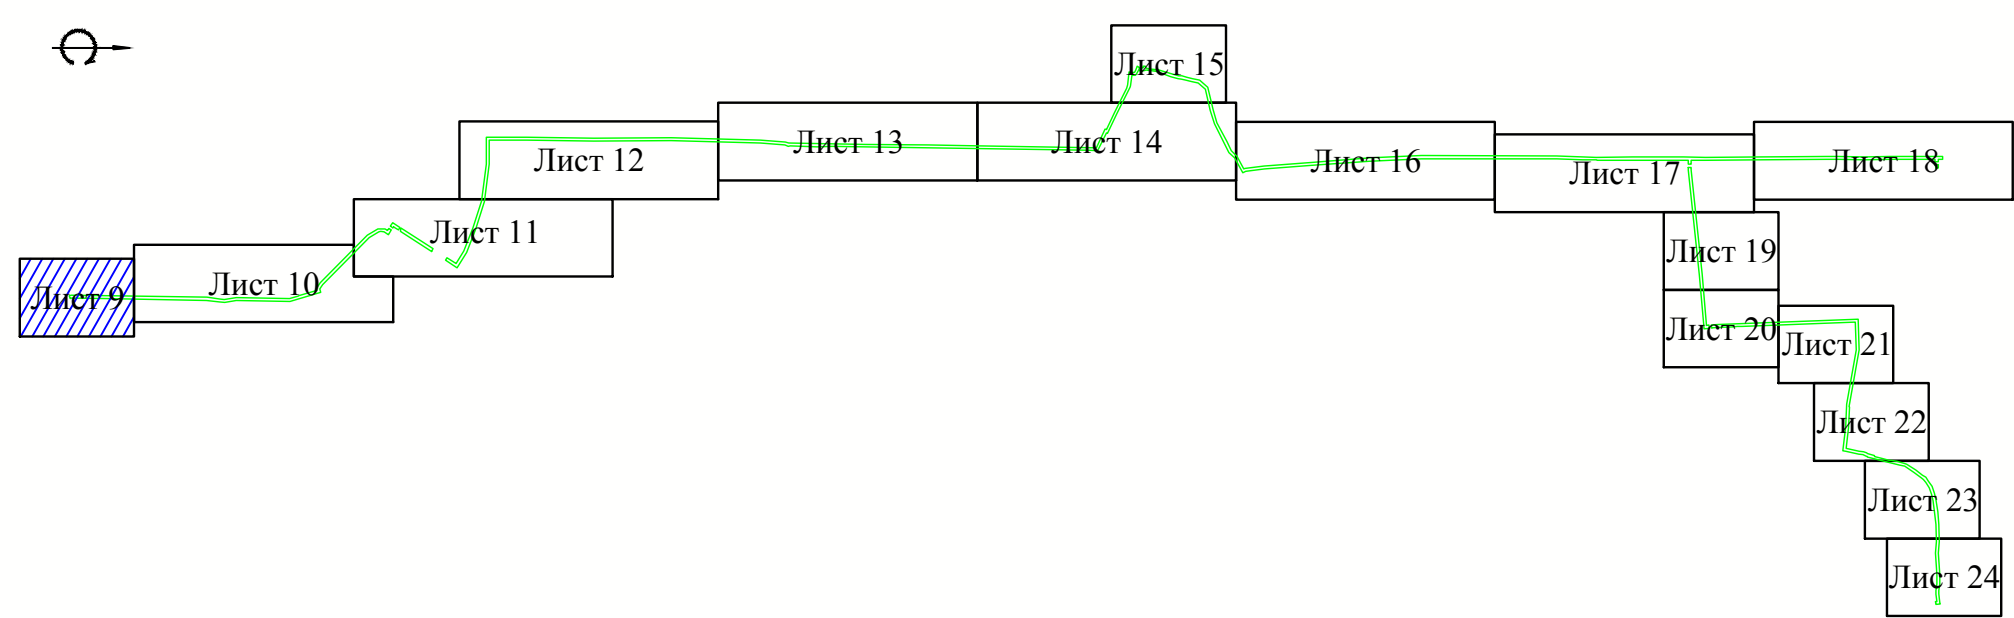 Лист 9
Лист 10
Лист 11
Лист 12
Лист 13
Лист 14
Лист 15
Лист 16
Лист 17
Лист 18
Лист 19
Лист 20
Лист 21
Лист 22
Лист 23
Лист 24